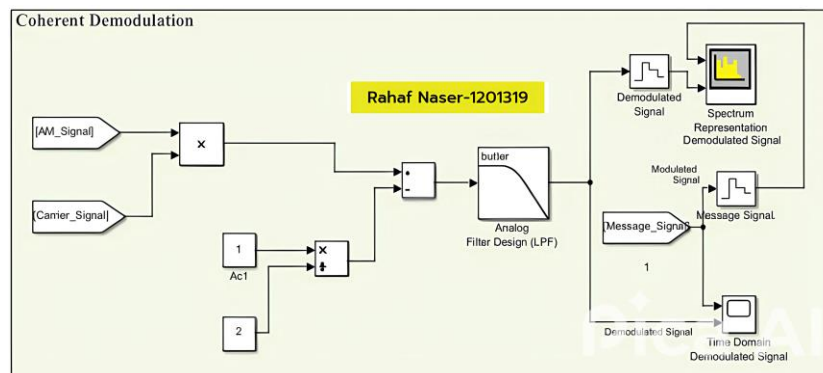 Coherent Demodulation
Rahaf Naser-1201319
[AM_Signal]
×
[Carrier_Signal]
1
Ac1
×
÷
2
+
-
butter
Analog
Filter Design (LPF)
Demodulated
Signal
Spectrum
Representation
Demodulated Signal
Modulated
Signal
Message Signal.
[Message_Signal]
1
Demodulated Signal
Time Domain
Demodulated Signal